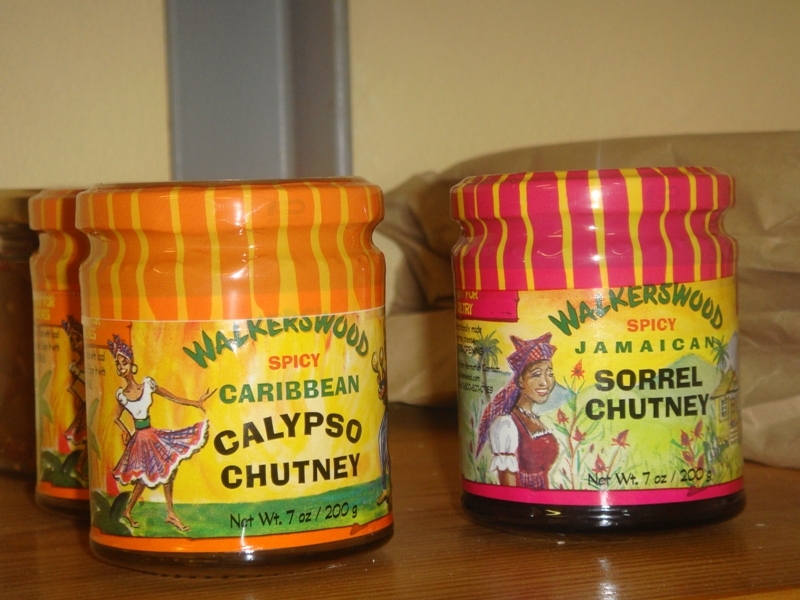 WALKERSWOOD
SPICY
CARIBBEAN
CALYPSO
CHUTNEY
Net Wt. 7 oz / 200 g
WALKERSWOOD
SPICY
JAMAICAN
SORREL
CHUTNEY
Net Wt. 7 oz / 200 g